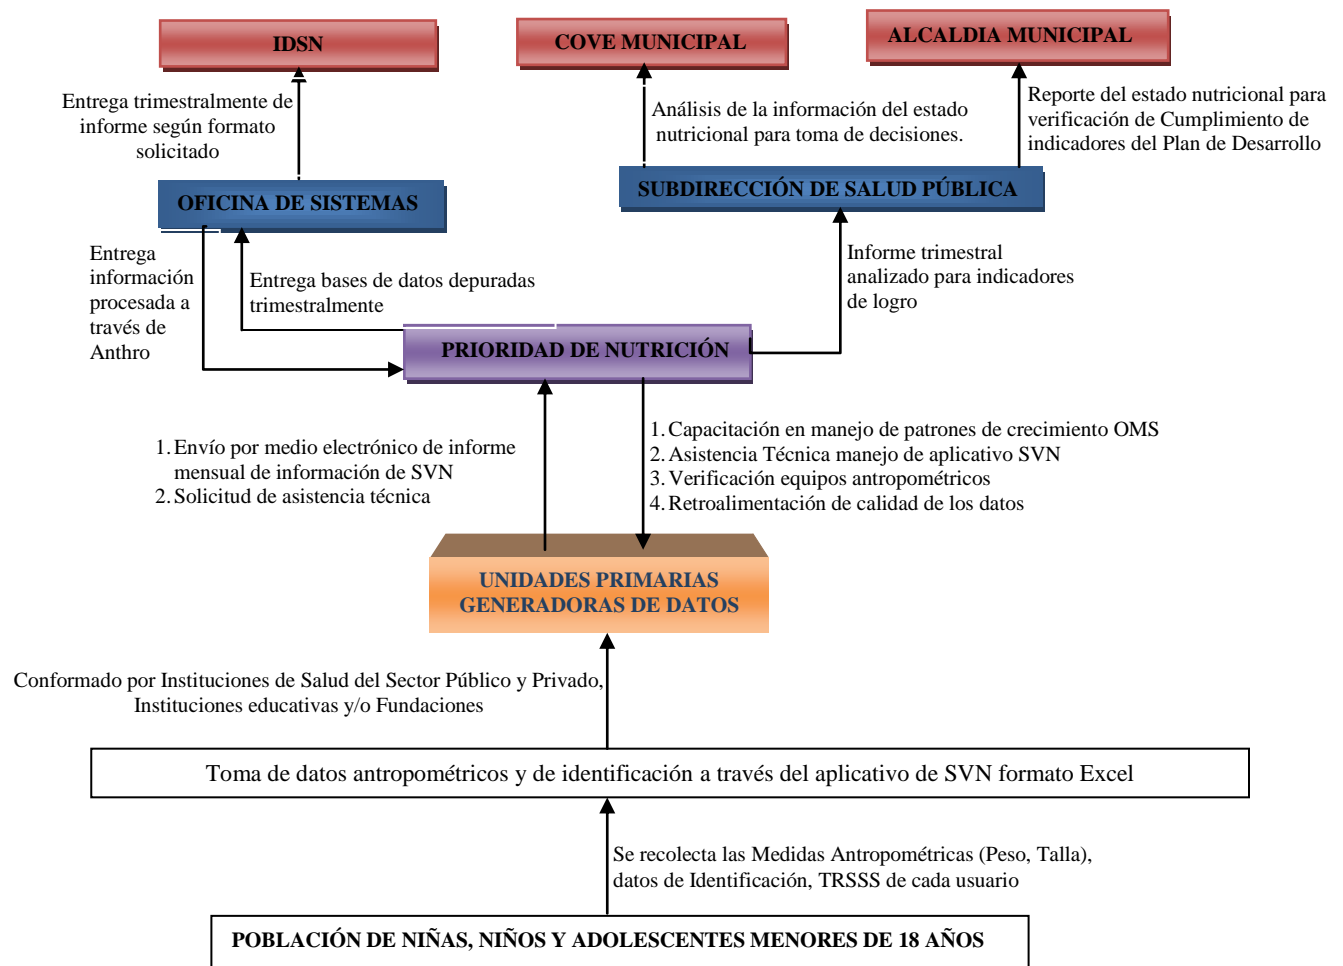 IDSN
COVE MUNICIPAL
ALCALDIA MUNICIPAL
Entrega trimestralmente de
informe según formato
solicitado
Análisis de la información del estado
nutricional para toma de decisiones.
Reporte del estado nutricional para
verificación de Cumplimiento de
indicadores del Plan de Desarrollo
OFICINA DE SISTEMAS
SUBDIRECCIÓN DE SALUD PÚBLICA
Entrega
información
procesada a
través de
Anthro
Entrega bases de datos depuradas
trimestralmente
Informe trimestral
analizado para indicadores
de logro
PRIORIDAD DE NUTRICIÓN
1. Envío por medio electrónico de informe
mensual de información de SVN
2. Solicitud de asistencia técnica
1. Capacitación en manejo de patrones de crecimiento OMS
2. Asistencia Técnica manejo de aplicativo SVN
3. Verificación equipos antropométricos
4. Retroalimentación de calidad de los datos
UNIDADES PRIMARIAS
GENERADORAS DE DATOS
Conformado por Instituciones de Salud del Sector Público y Privado,
Instituciones educativas y/o Fundaciones
Toma de datos antropométricos y de identificación a través del aplicativo de SVN formato Excel
Se recolecta las Medidas Antropométricas (Peso, Talla),
datos de Identificación, TRSSS de cada usuario
POBLACIÓN DE NIÑAS, NIÑOS Y ADOLESCENTES MENORES DE 18 AÑOS